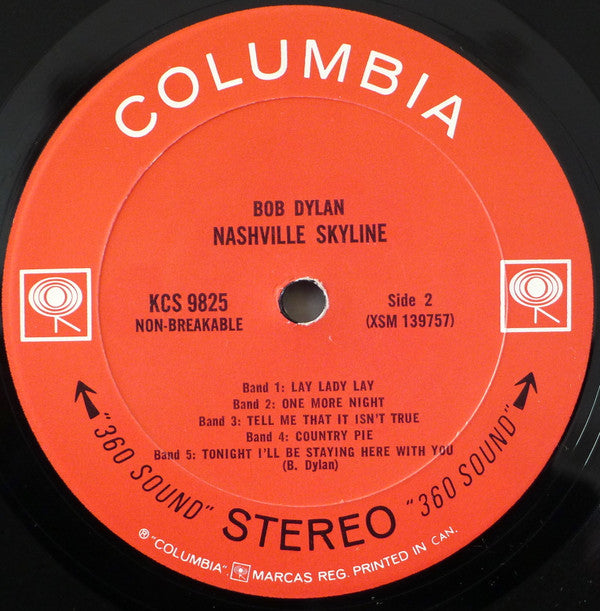 COLUMBIA
BOB DYLAN
NASHVILLE SKYLINE
KCS 9825
NON-BREAKABLE
Side 2
(XSM 139757)
Band 1: LAY LADY LAY
Band 2: ONE MORE NIGHT
Band 3: TELL ME THAT IT ISN'T TRUE
Band 4: COUNTRY PIE
Band 5: TONIGHT I'LL BE STAYING HERE WITH YOU
(B. Dylan)
"360 SOUND" STEREO "360 SOUND"
® "COLUMBIA" MARCAS REG. PRINTED IN CAN.